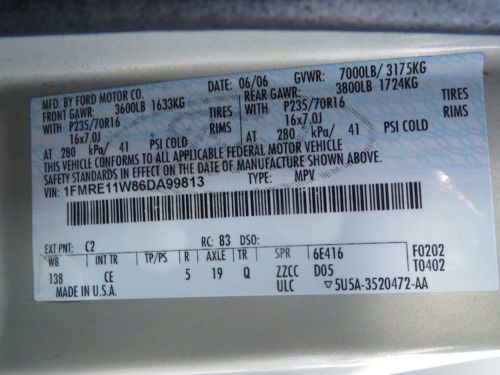 MFD. BY FORD MOTOR CO. DATE: 06/06 GVWR: 7000LB/ 3175KG
FRONT GAWR: 3600LB 1633KG REAR GAWR: 3800LB 1724KG
WITH P235/70R16 TIRES WITH P235/70R16 TIRES
16x7.0J RIMS 16x7.0J RIMS
AT 280 kPa/ 41 PSI COLD AT 280 kPa/ 41 PSI COLD
THIS VEHICLE CONFORMS TO ALL APPLICABLE FEDERAL MOTOR VEHICLE
SAFETY STANDARDS IN EFFECT ON THE DATE OF MANUFACTURE SHOWN ABOVE.
VIN: 1FMRE11W86DA99813 TYPE: MPV
EXT PNT: C2 RC: 83 DSO:
WB INT TR TP/PS R AXLE TR SPR 6E416 F0202
138 CE 5 19 Q ZZCC D05 T0402
MADE IN U.S.A. ULC ▽5U5A-3520472-AA